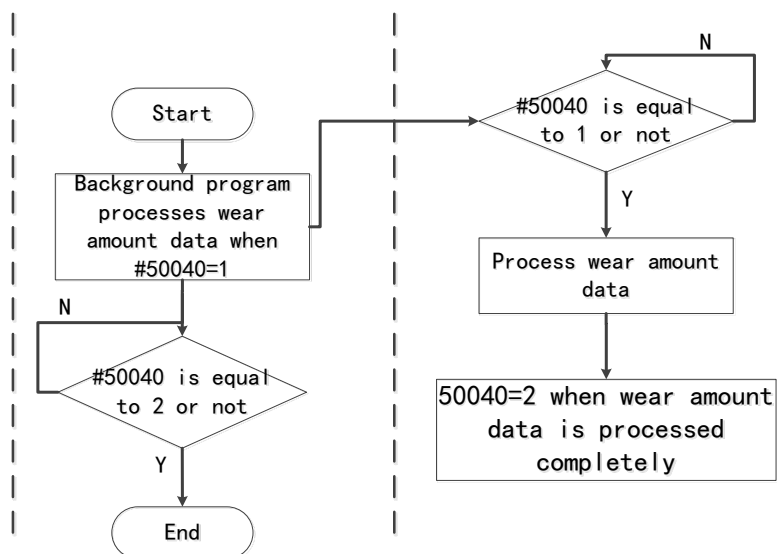 Start
Background program
processes wear
amount data when
#50040=1
N
#50040 is equal
to 2 or not
Y
End
N
#50040 is equal
to 1 or not
Y
Process wear amount
data
50040=2 when wear amount
data is processed
completely